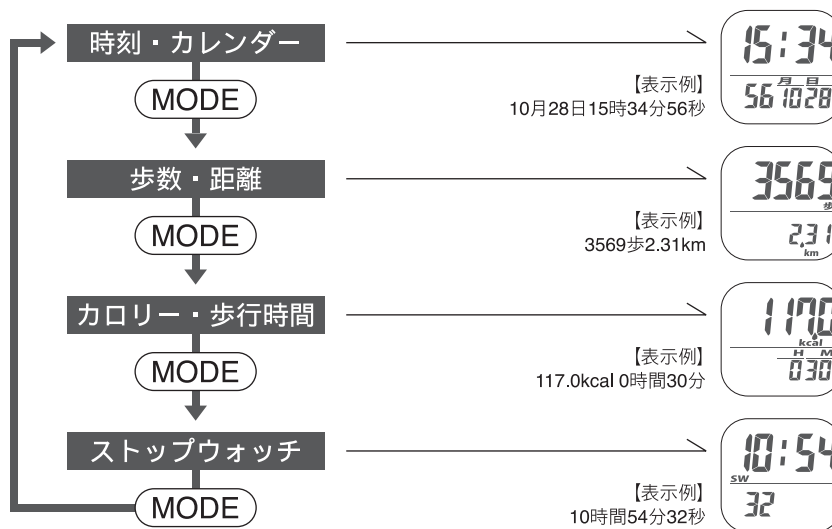 時刻・カレンダー
15:34
【表示例】
10月28日15時34分56秒
月 日
56 10 28
MODE
歩数・距離
3569
歩
【表示例】
3569歩2.31km
2.31
km
MODE
カロリー・歩行時間
117.0
kcal
【表示例】
117.0kcal 0時間30分
H M
0 30
MODE
ストップウォッチ
10:54
SW
【表示例】
10時間54分32秒
32
MODE